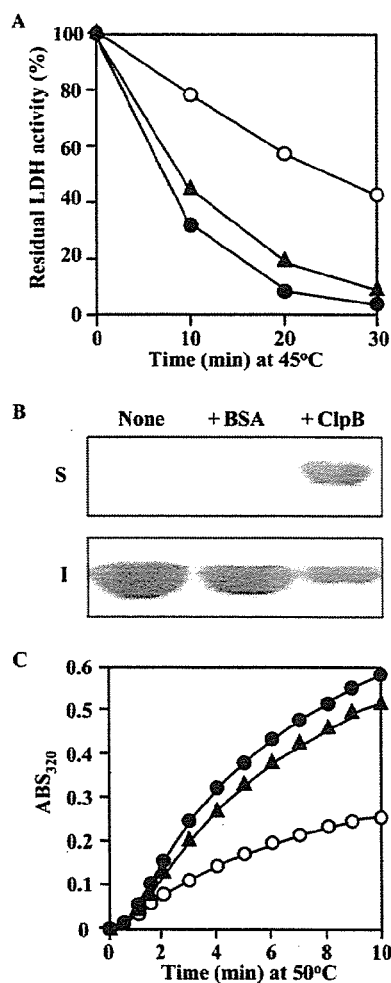 A
Residual LDH activity (%)
100
80
60
40
20
0
0 10 20 30
Time (min) at 45°C
B
None + BSA + ClpB
S
I
C
ABS320
0.6
0.5
0.4
0.3
0.2
0.1
0
0 2 4 6 8 10
Time (min) at 50°C